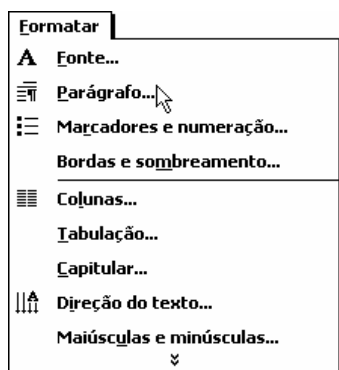 Formatar
Fonte...
Parágrafo...
Marcadores e numeração...
Bordas e sombreamento...
Colunas...
Tabulação...
Capitular...
Direção do texto...
Maiúsculas e minúsculas...